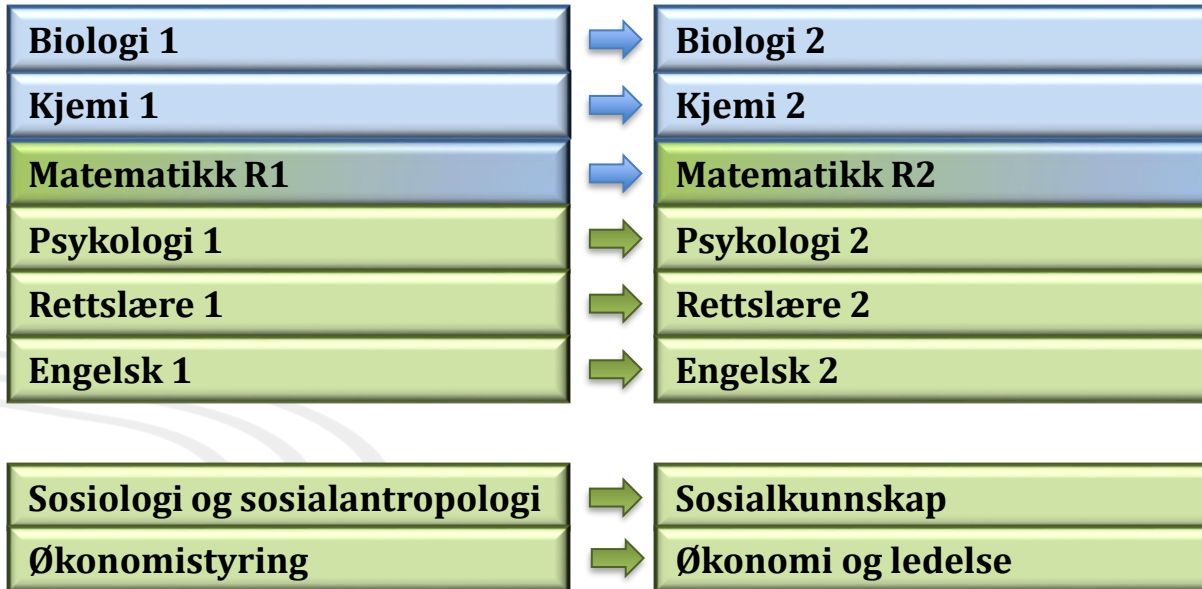 Biologi 1
Biologi 2
Kjemi 1
Kjemi 2
Matematikk R1
Matematikk R2
Psykologi 1
Psykologi 2
Rettslære 1
Rettslære 2
Engelsk 1
Engelsk 2
Sosiologi og sosialantropologi
Sosialkunnskap
Økonomistyring
Økonomi og ledelse